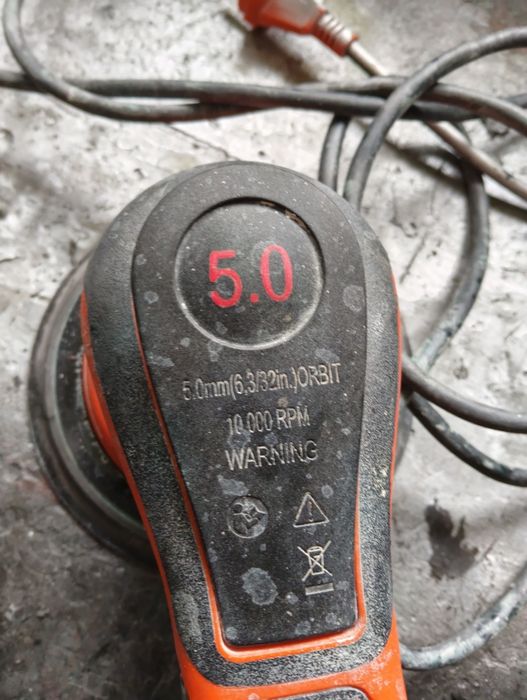 5.0
5.0mm(6.3/32in.)ORBIT
10 000 RPM
WARNING